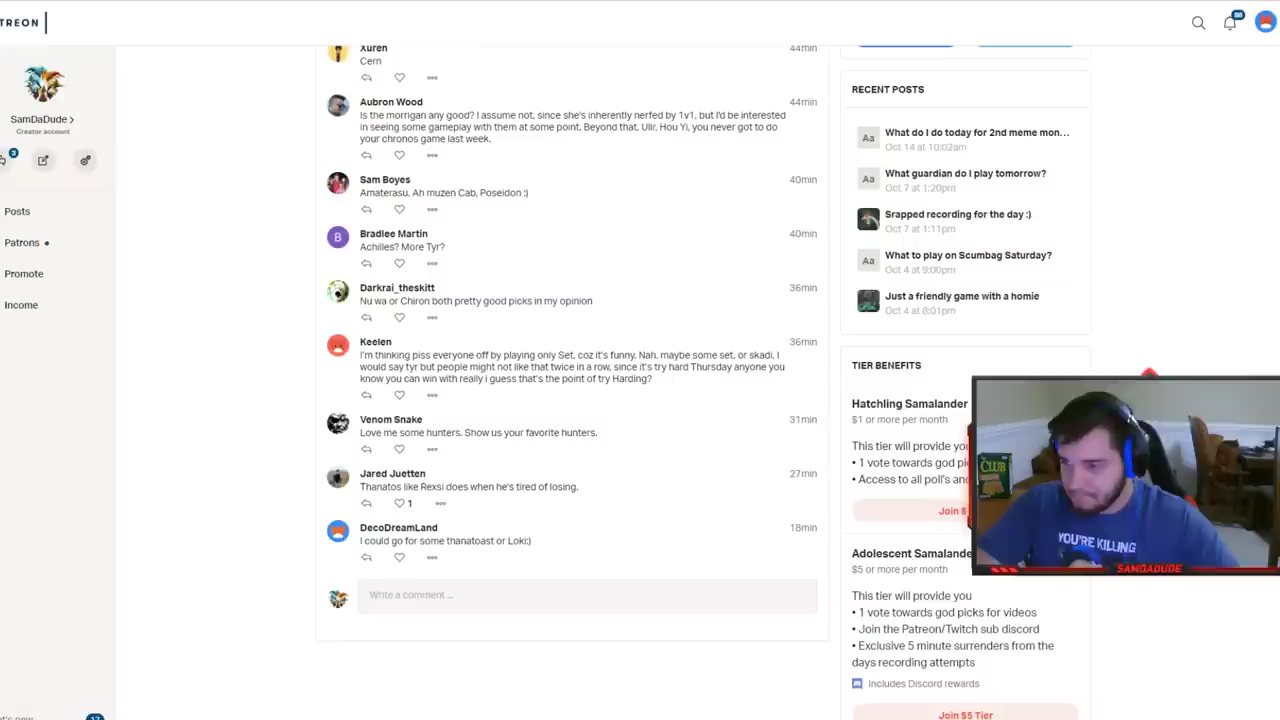 TREON
98
SamDaDude
Creator account
3
Posts
Patrons
Promote
Income
17
Xuren
44min
Cern
Aubron Wood
44min
Is the morrigan any good? I assume not, since she's inherently nerfed by 1v1, but I'd be interested
in seeing some gameplay with them at some point. Beyond that. Ullr, Hou Yi, you never got to do
your chronos game last week.
Sam Boyes
40min
Amaterasu, Ah muzen Cab, Poseidon :)
Bradlee Martin
40min
B
Achilles? More Tyr?
Darkrai_theskitt
36min
Nu wa or Chiron both pretty good picks in my opinion
Keelen
36min
I'm thinking piss everyone off by playing only Set, coz it's funny. Nah, maybe some set, or skadi, I
would say tyr but people might not like that twice in a row, since it's try hard Thursday anyone you
know you can win with really i guess that's the point of try Harding?
Venom Snake
31min
Love me some hunters. Show us your favorite hunters.
Jared Juetten
27min
Thanatos like Rexsi does when he's tired of losing.
1
DecoDreamLand
18min
I could go for some thanatoast or Loki:)
Write a comment ...
RECENT POSTS
Aa
What do I do today for 2nd meme mon...
Oct 14 at 10:02am
What guardian do I play tomorrow?
Aa
Oct 7 at 1:20pm
Srapped recording for the day :)
Oct 7 at 1:11pm
What to play on Scumbag Saturday?
Aa
Oct 4 at 9:00pm
Just a friendly game with a homie
Oct 4 at 8:01pm
TIER BENEFITS
Hatchling Samalander
$1 or more per month
This tier will provide you
• 1 vote towards god
• Access to all poll's
Join $
Adolescent Samalande
$5 or more per month
This tier will provide you
• 1 vote towards god picks for videos
• Join the Patreon/Twitch sub discord
• Exclusive 5 minute surrenders from the
days recording attempts
Includes Discord rewards
Join $5 Tier
CLUB
YOU'RE KILLING
SAMDADUDE